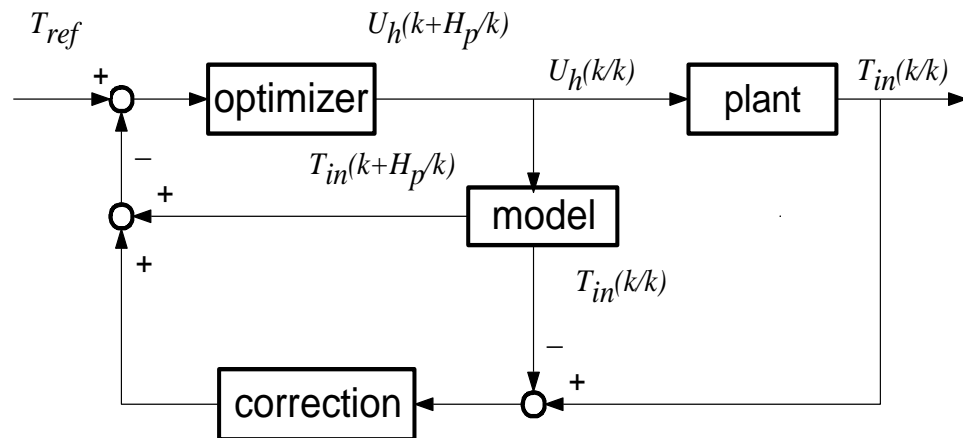 T_ref
U_h(k+H_p/k)
+
optimizer
U_h(k/k)
plant
T_in(k/k)
−
T_in(k+H_p/k)
+
model
+
T_in(k/k)
−
+
correction